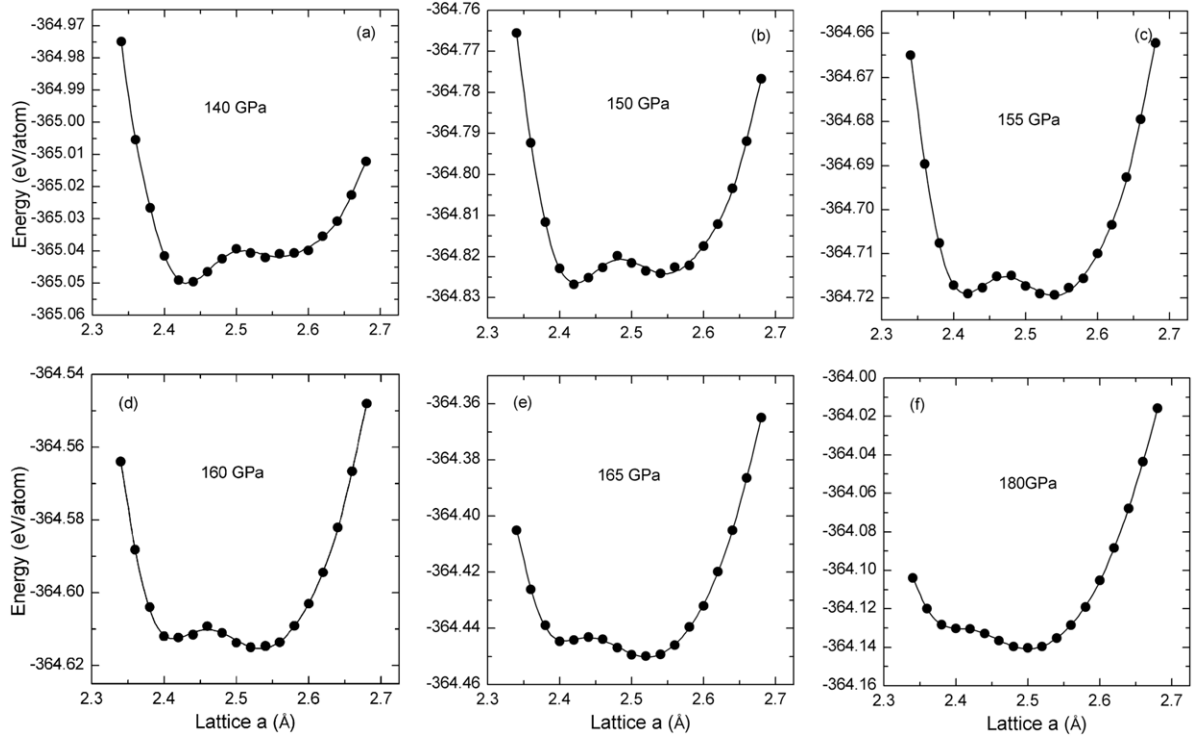 (a)
140 GPa
Energy (eV/atom)
-364.97
-364.98
-364.99
-365.00
-365.01
-365.02
-365.03
-365.04
-365.05
-365.06
2.3 2.4 2.5 2.6 2.7
(b)
150 GPa
-364.76
-364.77
-364.78
-364.79
-364.80
-364.81
-364.82
-364.83
2.3 2.4 2.5 2.6 2.7
(c)
155 GPa
-364.66
-364.67
-364.68
-364.69
-364.70
-364.71
-364.72
2.3 2.4 2.5 2.6 2.7
(d)
160 GPa
Energy (eV/atom)
-364.54
-364.56
-364.58
-364.60
-364.62
2.3 2.4 2.5 2.6 2.7
Lattice a (Å)
(e)
165 GPa
-364.36
-364.38
-364.40
-364.42
-364.44
-364.46
2.3 2.4 2.5 2.6 2.7
Lattice a (Å)
(f)
180GPa
-364.00
-364.02
-364.04
-364.06
-364.08
-364.10
-364.12
-364.14
-364.16
2.3 2.4 2.5 2.6 2.7
Lattice a (Å)